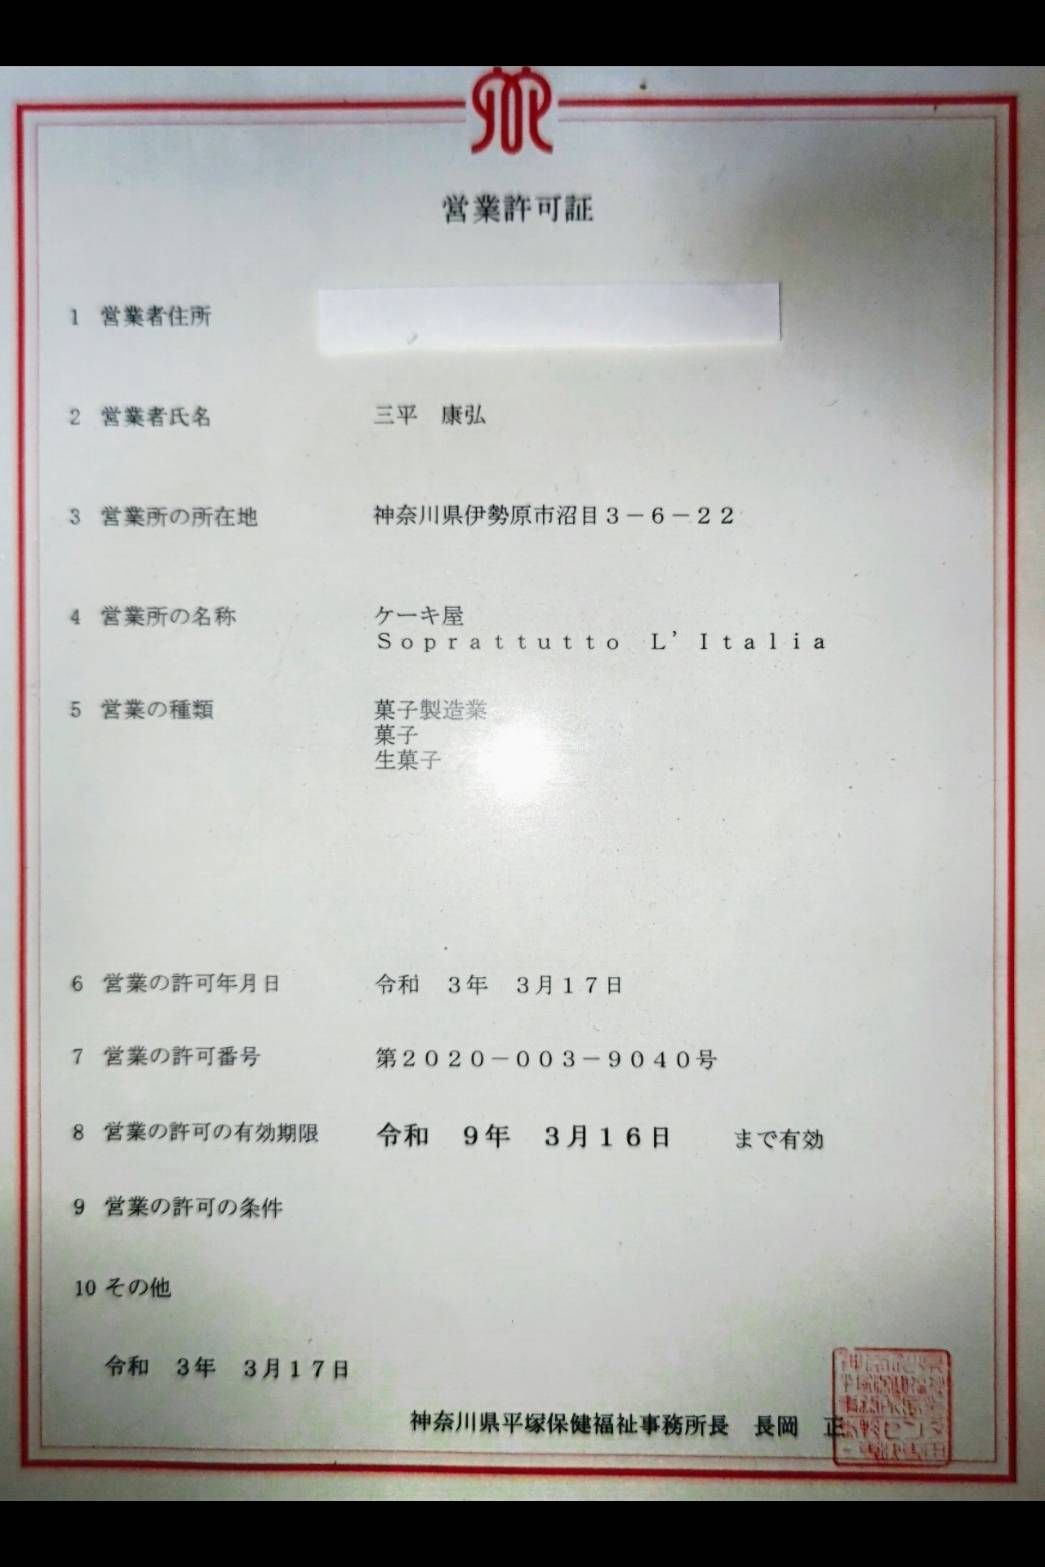 営業許可証
1 営業者住所
2 営業者氏名 三平 康弘
3 営業所の所在地 神奈川県伊勢原市沼目3－6－22
4 営業所の名称 ケーキ屋
Soprattutto L'Italia
5 営業の種類 菓子製造業
菓子
生菓子
6 営業の許可年月日 令和 3年 3月17日
7 営業の許可番号 第2020－003－9040号
8 営業の許可の有効期限 令和 9年 3月16日 まで有効
9 営業の許可の条件
10 その他
令和 3年 3月17日
神奈川県平塚保健福祉事務所長 長岡 正